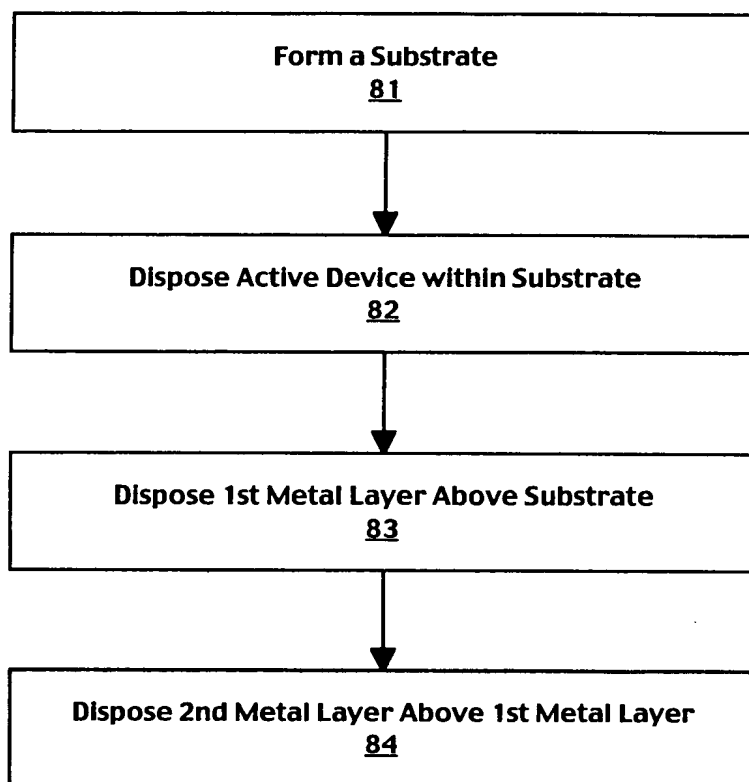 Form a Substrate
81
Dispose Active Device within Substrate
82
Dispose 1st Metal Layer Above Substrate
83
Dispose 2nd Metal Layer Above 1st Metal Layer
84